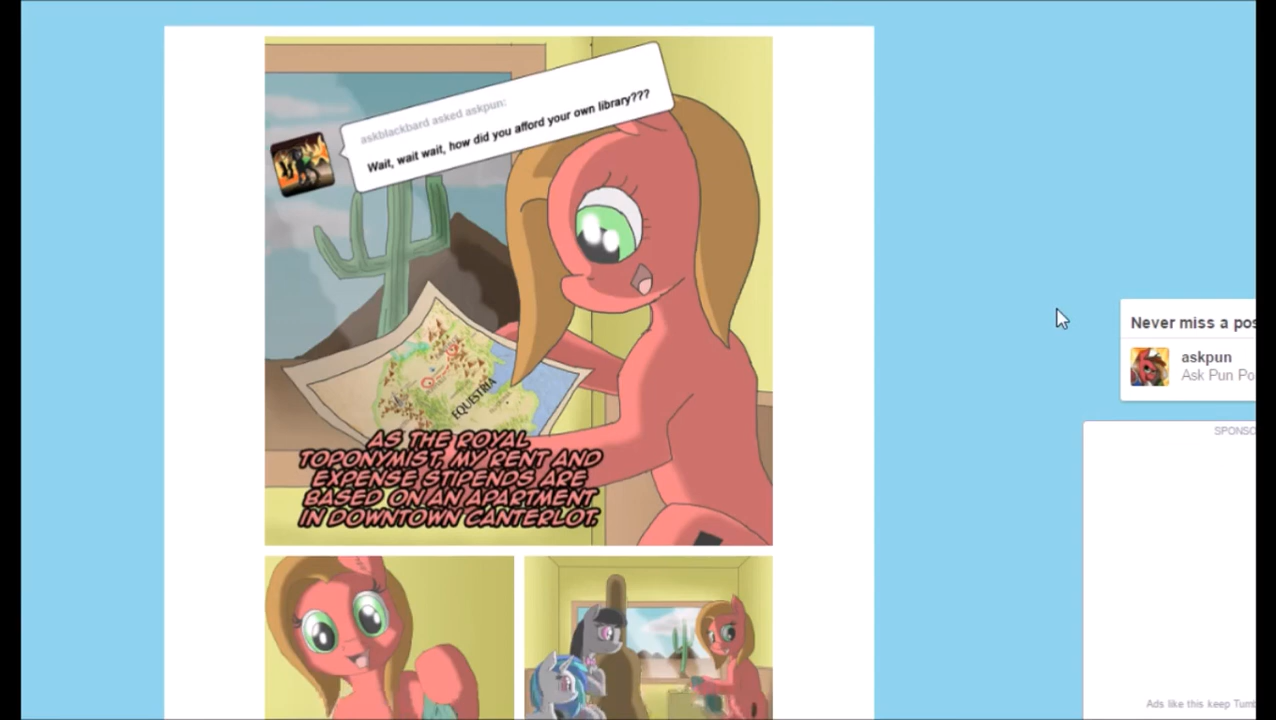 askblackbard asked askpun:
Wait, wait wait, how did you afford your own library???
EQUESTRIA
AS THE ROYAL
TOPONYMIST, MY RENT AND
EXPENSE STIPENDS ARE
BASED ON AN APARTMENT
IN DOWNTOWN CANTERLOT.
Never miss a pos
askpun
Ask Pun Po
SPONSO
Ads like this keep Tum